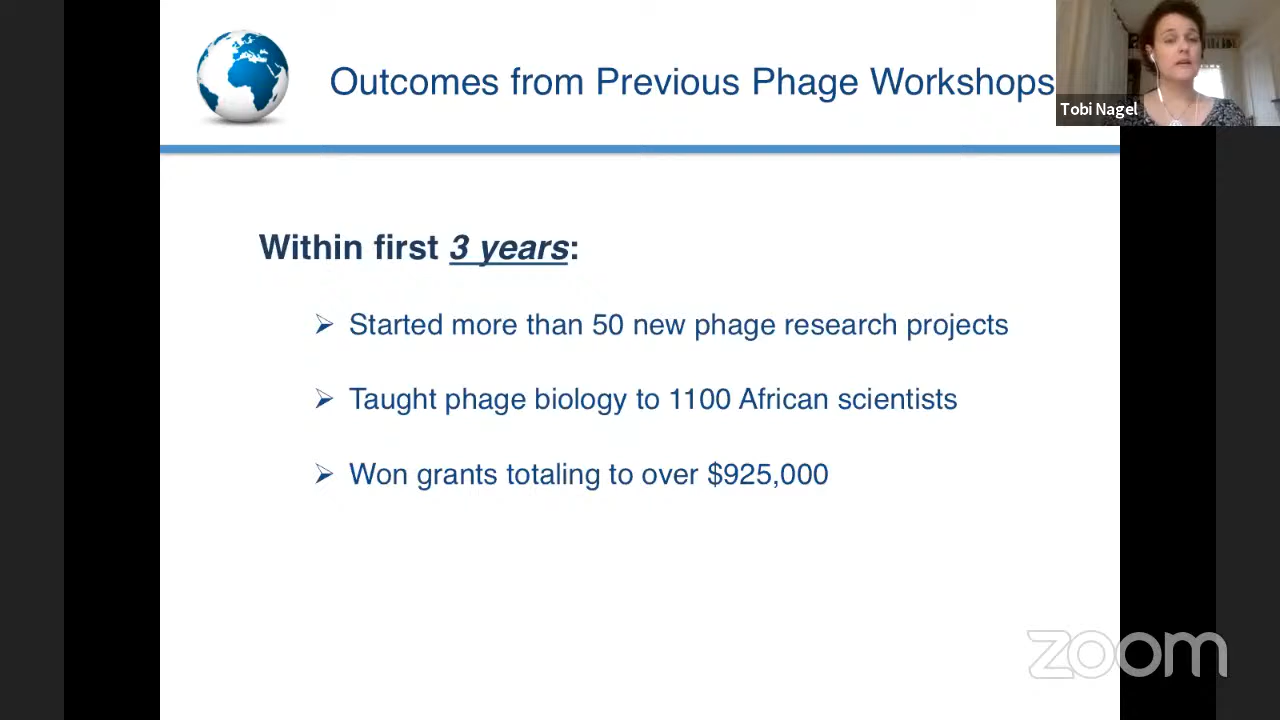 Outcomes from Previous Phage Workshops
Tobi Nagel
Within first 3 years:
➢ Started more than 50 new phage research projects
➢ Taught phage biology to 1100 African scientists
➢ Won grants totaling to over $925,000
zoom